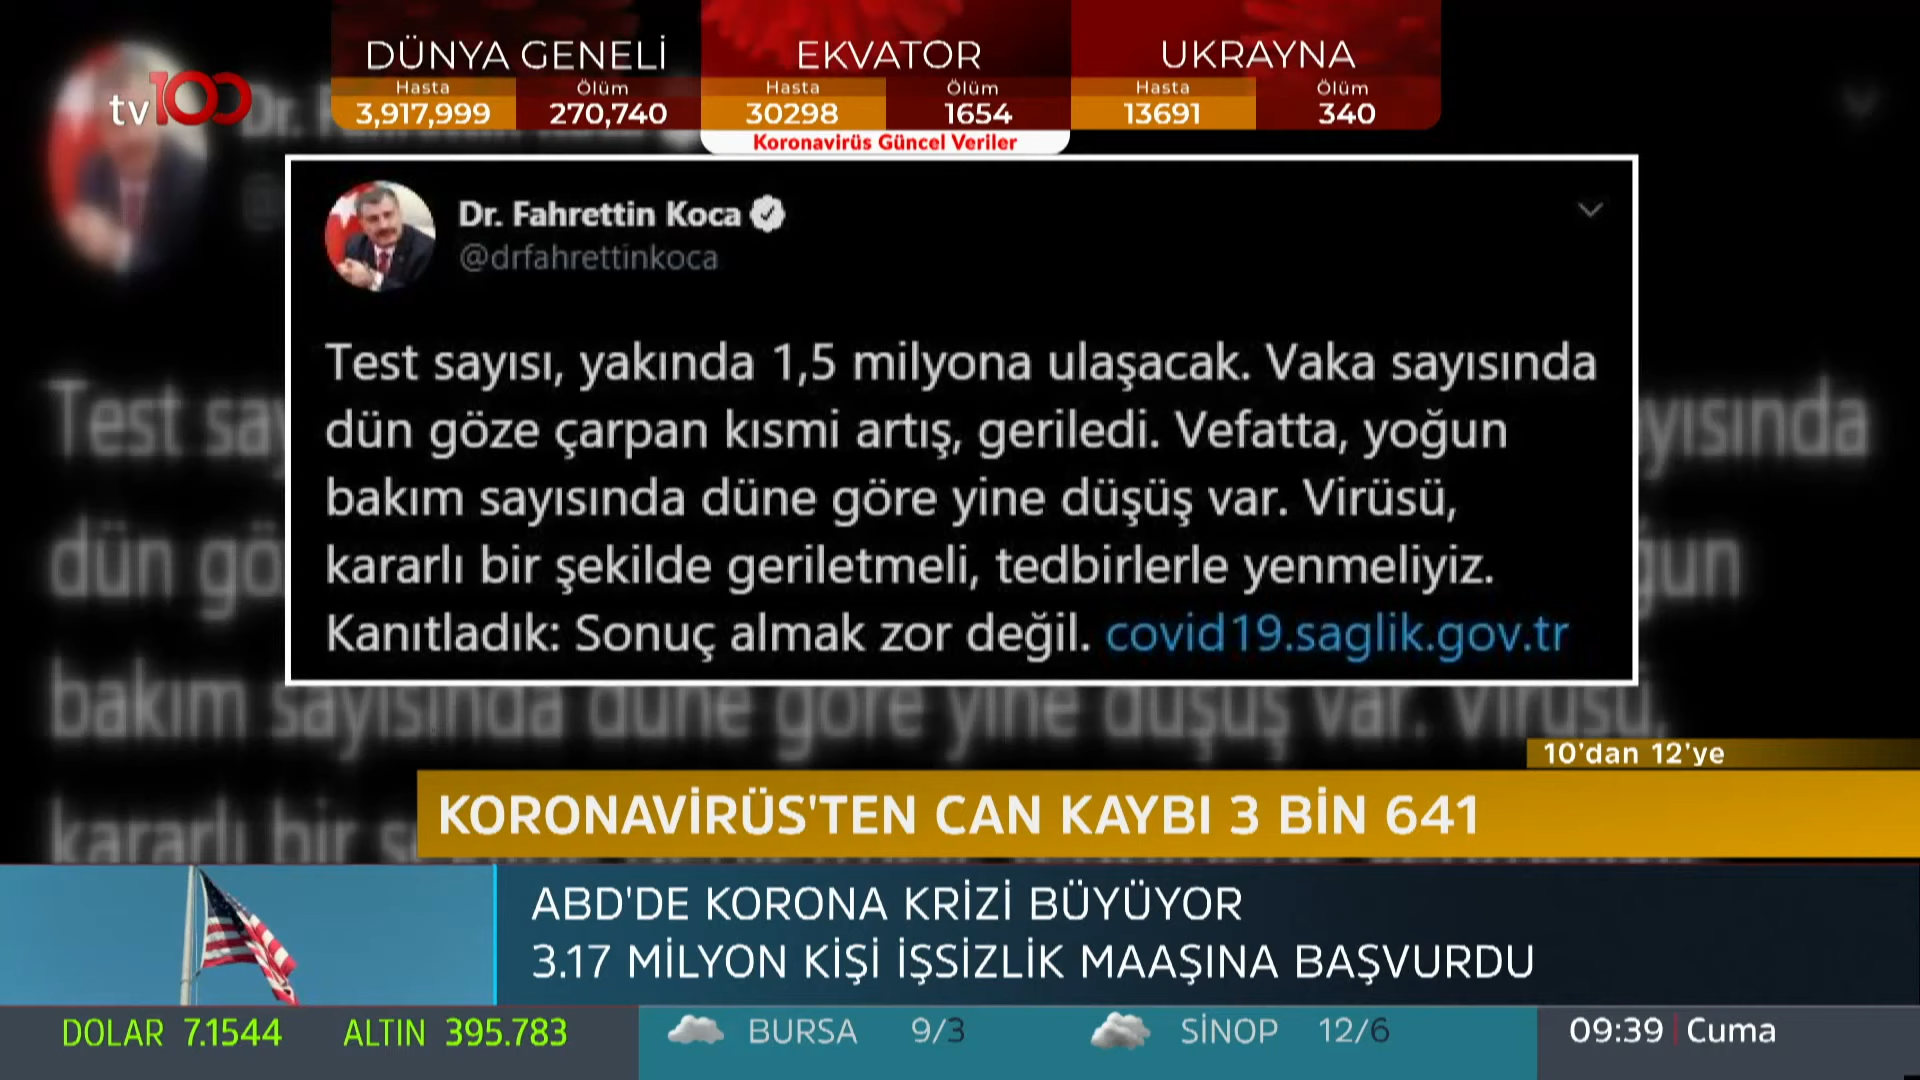 tv100
DÜNYA GENELİ
Hasta
Ölüm
3,917,999
270,740
EKVATOR
Hasta
Ölüm
30298
1654
UKRAYNA
Hasta
Ölüm
13691
340
Koronavirüs Güncel Veriler
Dr. Fahrettin Koca
@drfahrettinkoca
Test sayısı, yakında 1,5 milyona ulaşacak. Vaka sayısında
dün göze çarpan kısmi artış, geriledi. Vefatta, yoğun
bakım sayısında düne göre yine düşüş var. Virüsü,
kararlı bir şekilde geriletmeli, tedbirlerle yenmeliyiz.
Kanıtladık: Sonuç almak zor değil. covid19.saglik.gov.tr
10'dan 12'ye
KORONAVİRÜS'TEN CAN KAYBI 3 BİN 641
ABD'DE KORONA KRİZİ BÜYÜYOR
3.17 MİLYON KİŞİ İŞSİZLİK MAAŞINA BAŞVURDU
DOLAR 7.1544 ALTIN 395.783 BURSA 9/3 SİNOP 12/6 09:39 Cuma